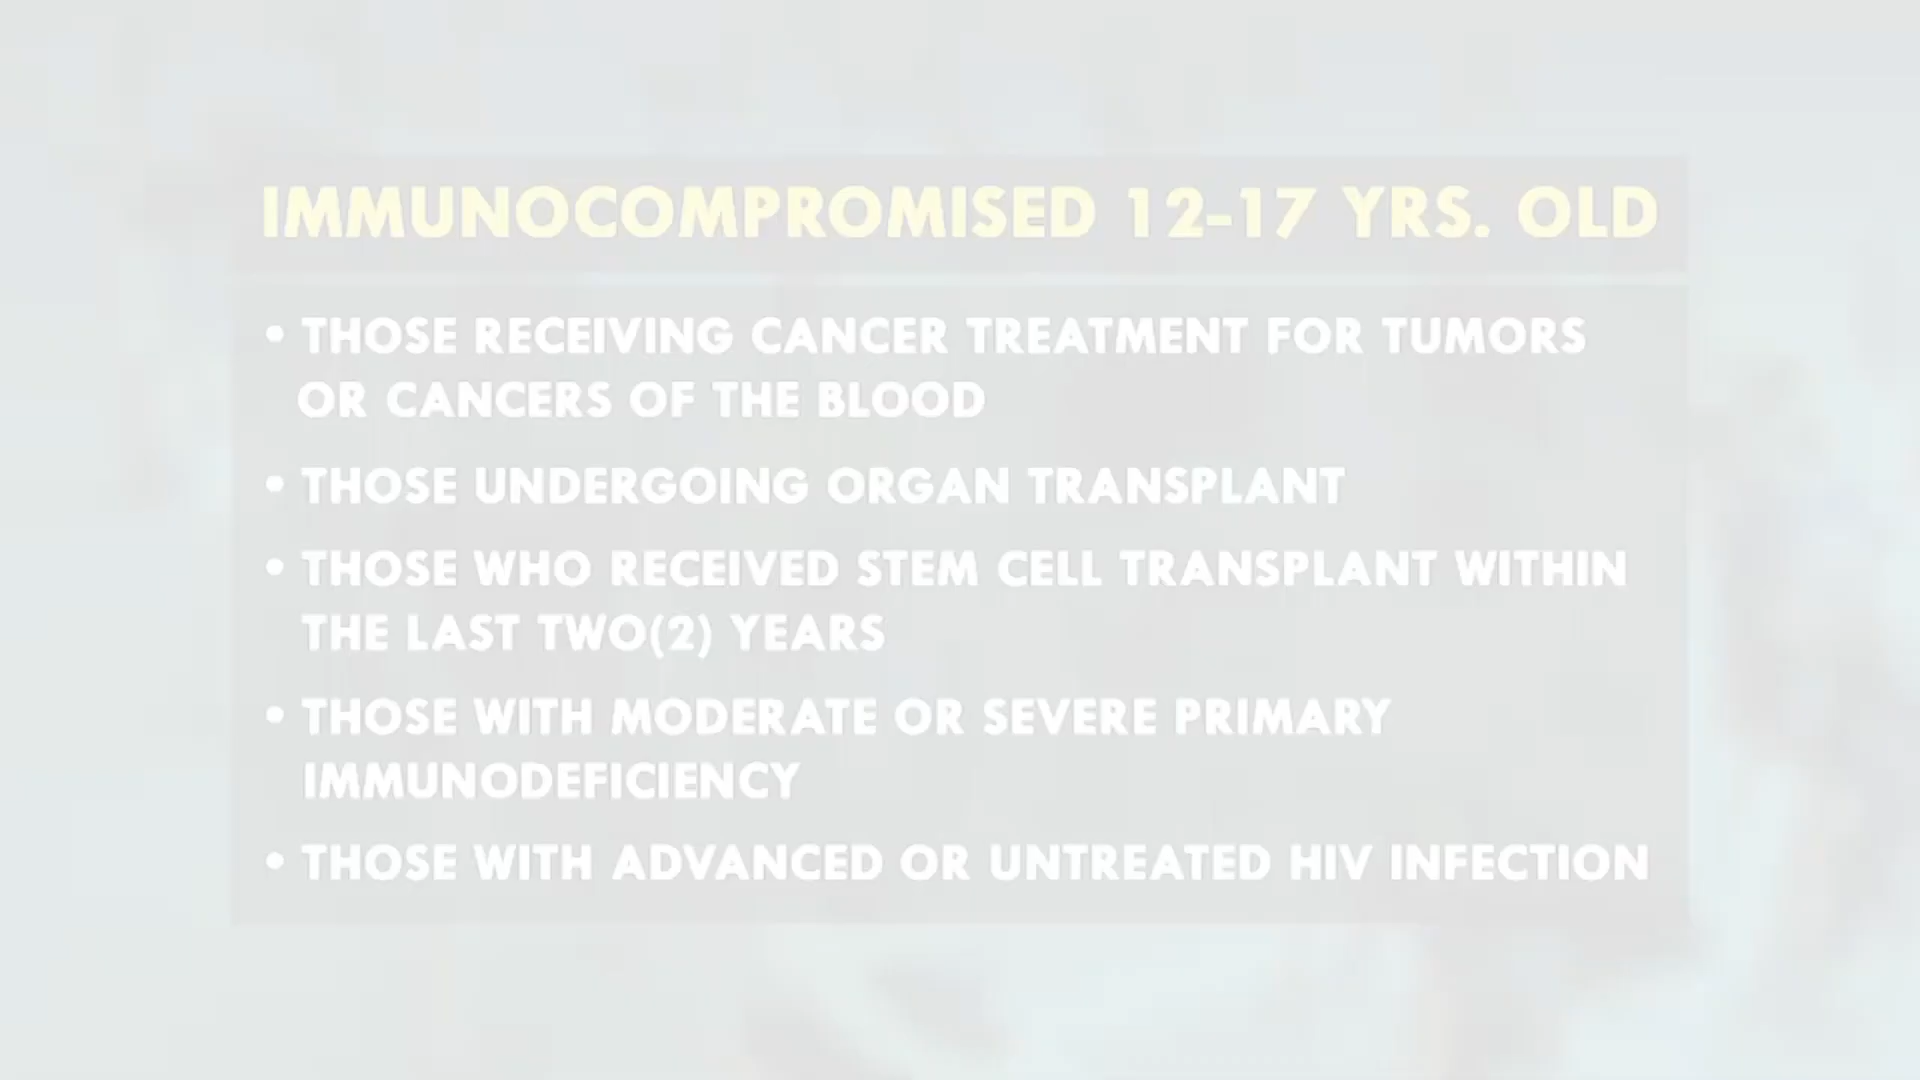 IMMUNOCOMPROMISED 12-17 YRS. OLD
• THOSE RECEIVING CANCER TREATMENT FOR TUMORS
OR CANCERS OF THE BLOOD
• THOSE UNDERGOING ORGAN TRANSPLANT
• THOSE WHO RECEIVED STEM CELL TRANSPLANT WITHIN
THE LAST TWO(2) YEARS
• THOSE WITH MODERATE OR SEVERE PRIMARY
IMMUNODEFICIENCY
• THOSE WITH ADVANCED OR UNTREATED HIV INFECTION